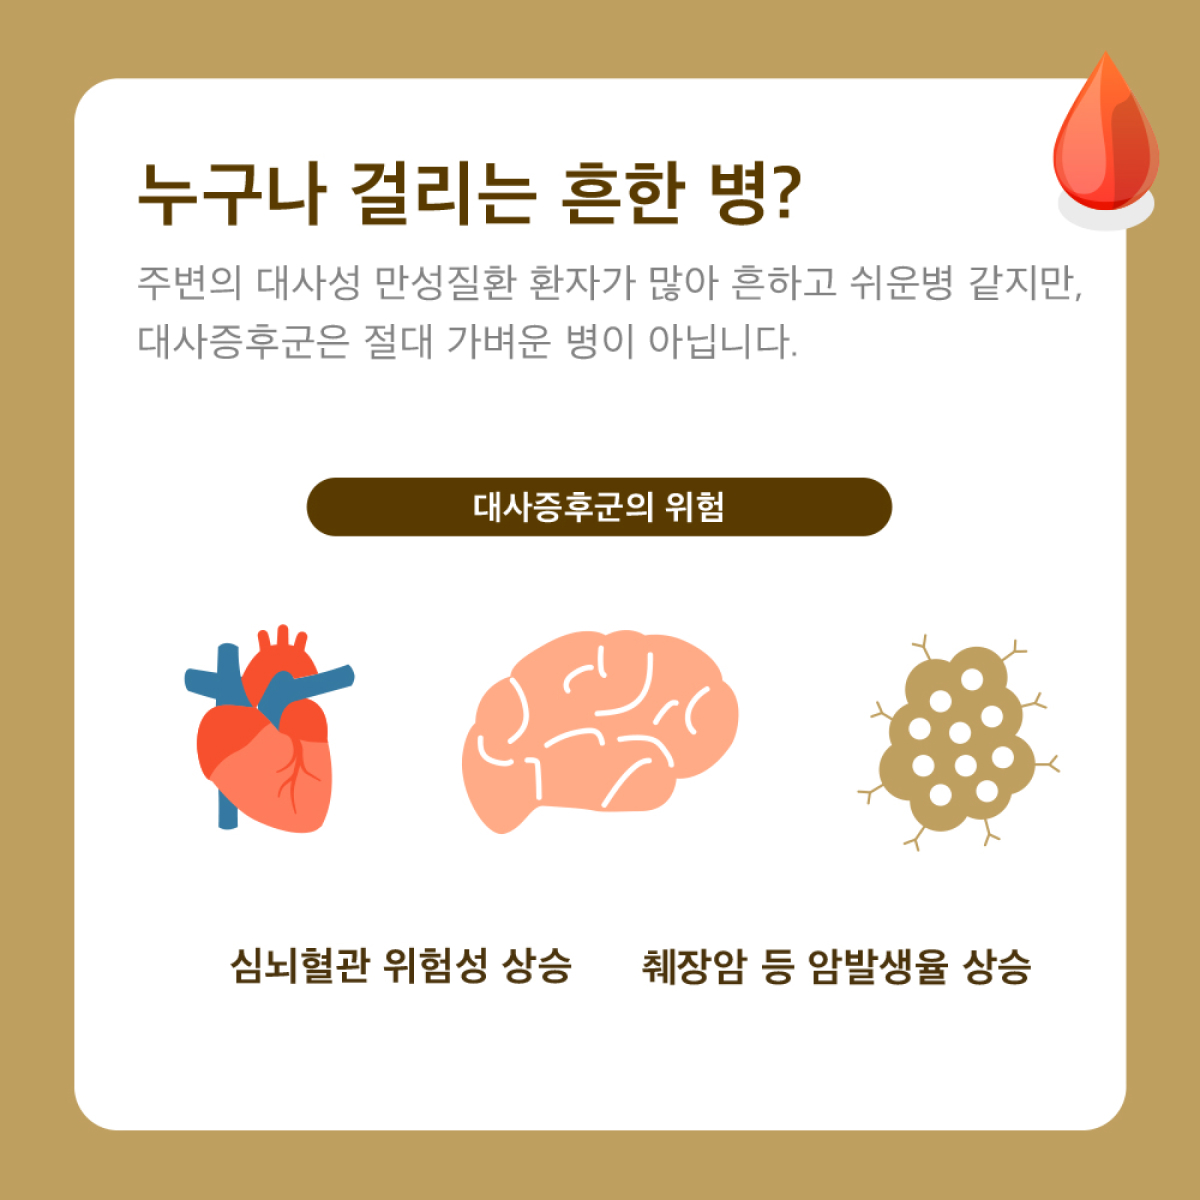 누구나 걸리는 흔한 병?
주변의 대사성 만성질환 환자가 많아 흔하고 쉬운병 같지만,
대사증후군은 절대 가벼운 병이 아닙니다.
대사증후군의 위험
심뇌혈관 위험성 상승
췌장암 등 암발생율 상승